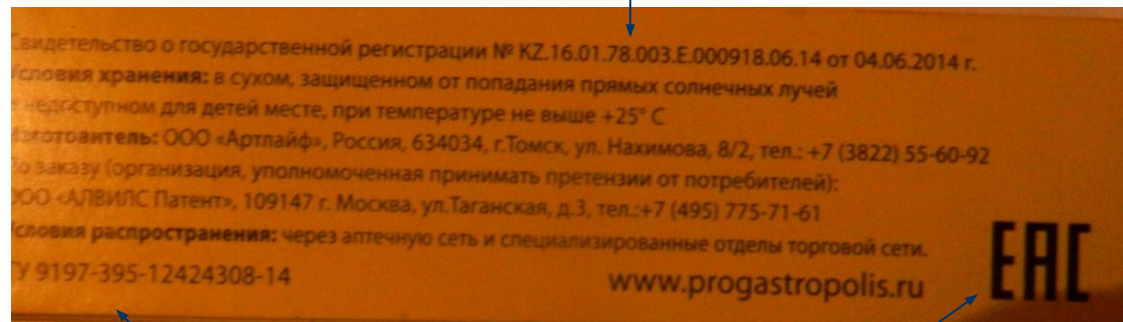 Свидетельство о государственной регистрации № KZ.16.01.78.003.Е.000918.06.14 от 04.06.2014 г.
Условия хранения: в сухом, защищенном от попадания прямых солнечных лучей
и недоступном для детей месте, при температуре не выше +25° С
Изготовитель: ООО «Артлайф», Россия, 634034, г.Томск, ул. Нахимова, 8/2, тел.: +7 (3822) 55-60-92
По заказу (организация, уполномоченная принимать претензии от потребителей):
ООО «АЛВИЛС Патент», 109147 г. Москва, ул.Таганская, д.3, тел.:+7 (495) 775-71-61
Условия распространения: через аптечную сеть и специализированные отделы торговой сети.
ТУ 9197-395-12424308-14
www.progastropolis.ru
ЕАС